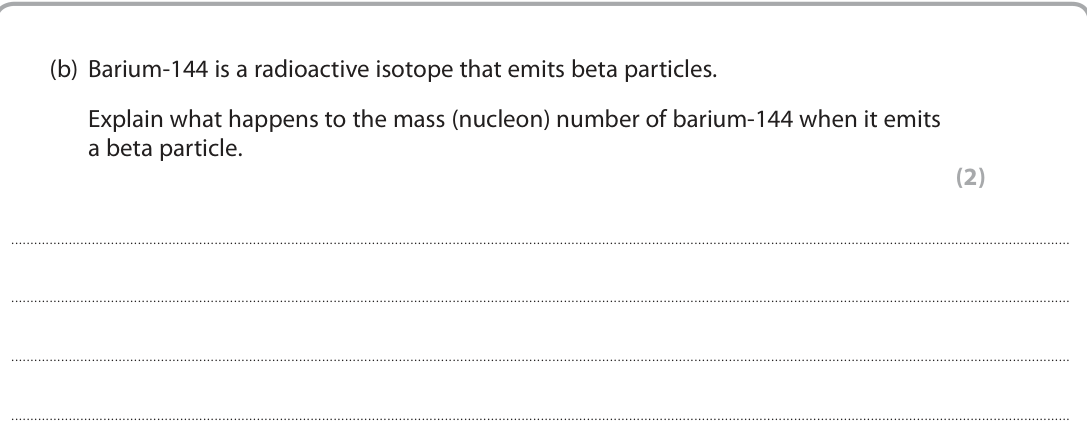 (b) Barium-144 is a radioactive isotope that emits beta particles.
Explain what happens to the mass (nucleon) number of barium-144 when it emits
a beta particle.
(2)